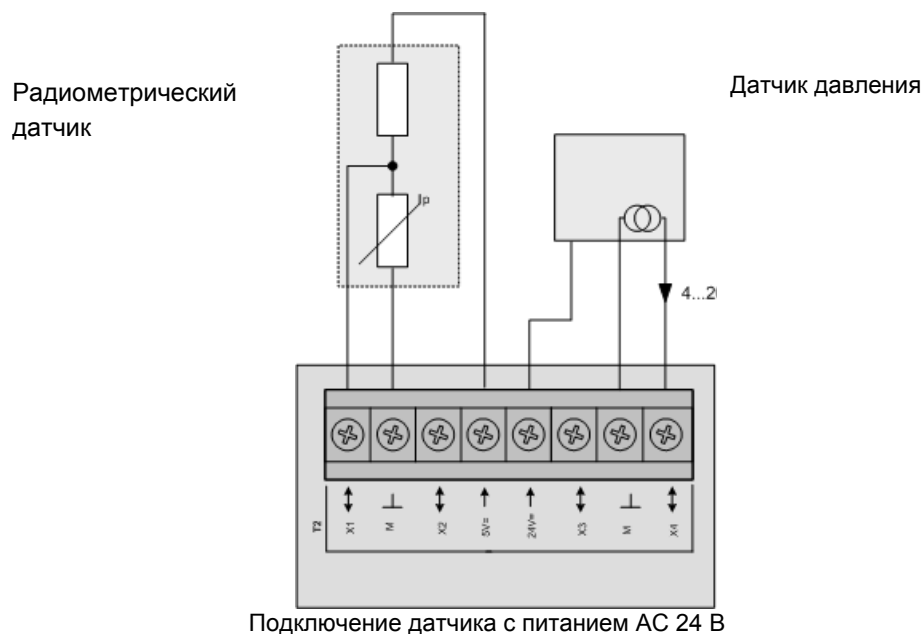 Радиометрический
датчик
Датчик давления
Jp
4...2
T2
X1
M
X2
5V=
24V=
X3
M
X4
Подключение датчика с питанием AC 24 В